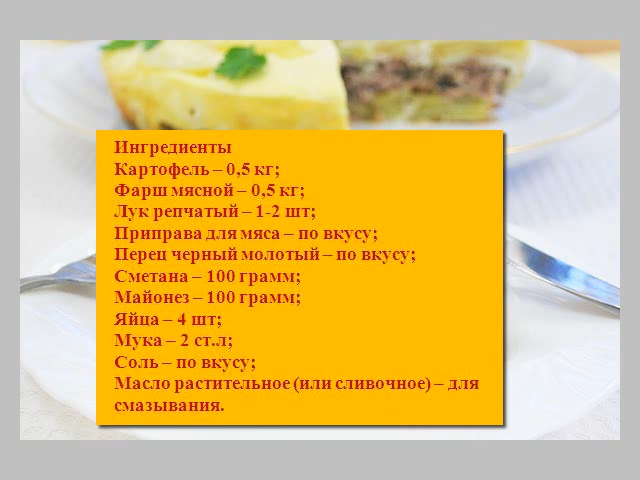 Ингредиенты
Картофель – 0,5 кг;
Фарш мясной – 0,5 кг;
Лук репчатый – 1-2 шт;
Приправа для мяса – по вкусу;
Перец черный молотый – по вкусу;
Сметана – 100 грамм;
Майонез – 100 грамм;
Яйца – 4 шт;
Мука – 2 ст.л;
Соль – по вкусу;
Масло растительное (или сливочное) – для
смазывания.